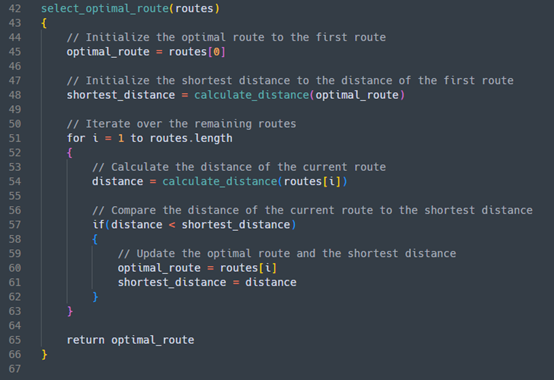 42 select_optimal_route(routes)
43 {
44 // Initialize the optimal route to the first route
45 optimal_route = routes[0]
46
47 // Initialize the shortest distance to the distance of the first route
48 shortest_distance = calculate_distance(optimal_route)
49
50 // Iterate over the remaining routes
51 for i = 1 to routes.length
52 {
53 // Calculate the distance of the current route
54 distance = calculate_distance(routes[i])
55
56 // Compare the distance of the current route to the shortest distance
57 if(distance < shortest_distance)
58 {
59 // Update the optimal route and the shortest distance
60 optimal_route = routes[i]
61 shortest_distance = distance
62 }
63 }
64
65 return optimal_route
66 }
67